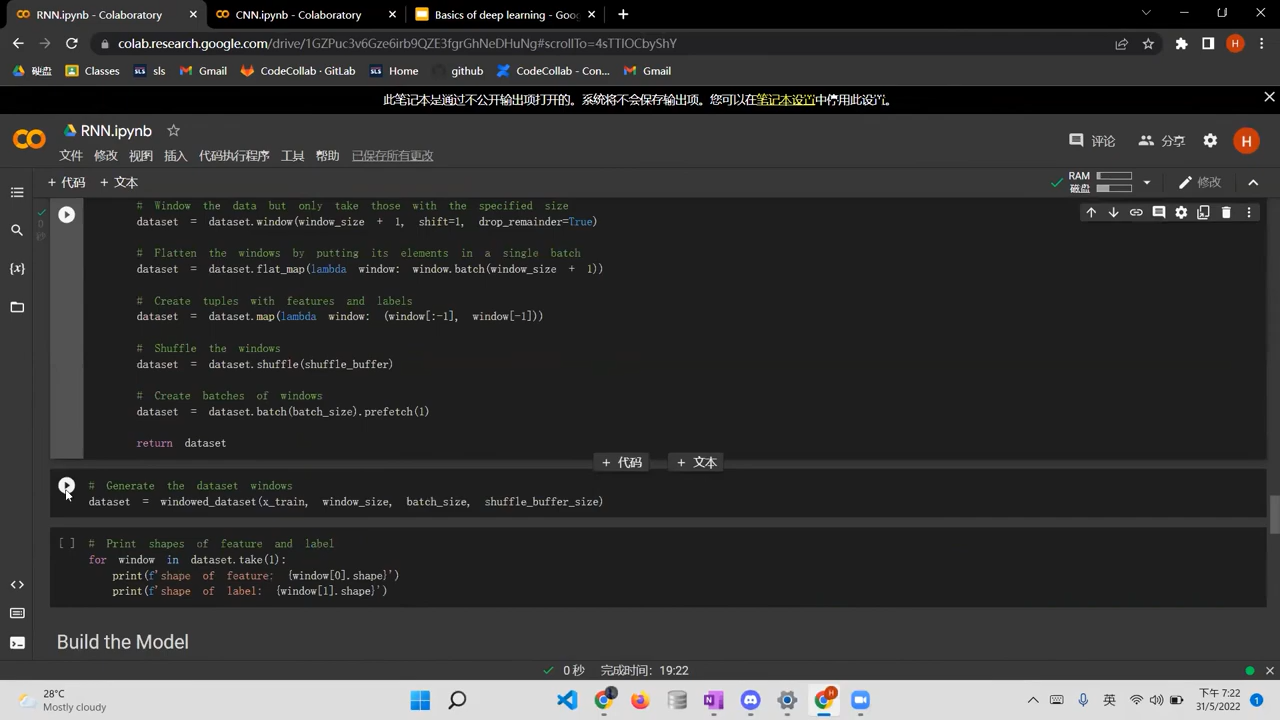 RNN.ipynb - Colaboratory
CNN.ipynb - Colaboratory
Basics of deep learning - Goo
colab.research.google.com/drive/1GZPuc3v6Gze6irb9QZE3fgrGhNeDHuNg#scrollTo=4sTTIOCbyShY
H
硬盘
Classes
sls
Gmail
CodeCollab · GitLab
Home
github
CodeCollab - Con...
Gmail
此笔记本是通过不公开输出项打开的。系统将不会保存输出项。您可以在笔记本设置中停用此设置。
RNN.ipynb
评论
分享
H
文件 修改 视图 插入 代码执行程序 工具 帮助 已保存所有更改
+ 代码 + 文本
RAM
磁盘
修改
# Window the data but only take those with the specified size
dataset = dataset.window(window_size + 1, shift=1, drop_remainder=True)
# Flatten the windows by putting its elements in a single batch
dataset = dataset.flat_map(lambda window: window.batch(window_size + 1))
# Create tuples with features and labels
dataset = dataset.map(lambda window: (window[:-1], window[-1]))
# Shuffle the windows
dataset = dataset.shuffle(shuffle_buffer)
# Create batches of windows
dataset = dataset.batch(batch_size).prefetch(1)
return dataset
+ 代码 + 文本
# Generate the dataset windows
dataset = windowed_dataset(x_train, window_size, batch_size, shuffle_buffer_size)
[ ] # Print shapes of feature and label
for window in dataset.take(1):
print(f'shape of feature: {window[0].shape}')
print(f'shape of label: {window[1].shape}')
Build the Model
0 秒 完成时间: 19:22
28°C
Mostly cloudy
英
下午 7:22
31/5/2022
1